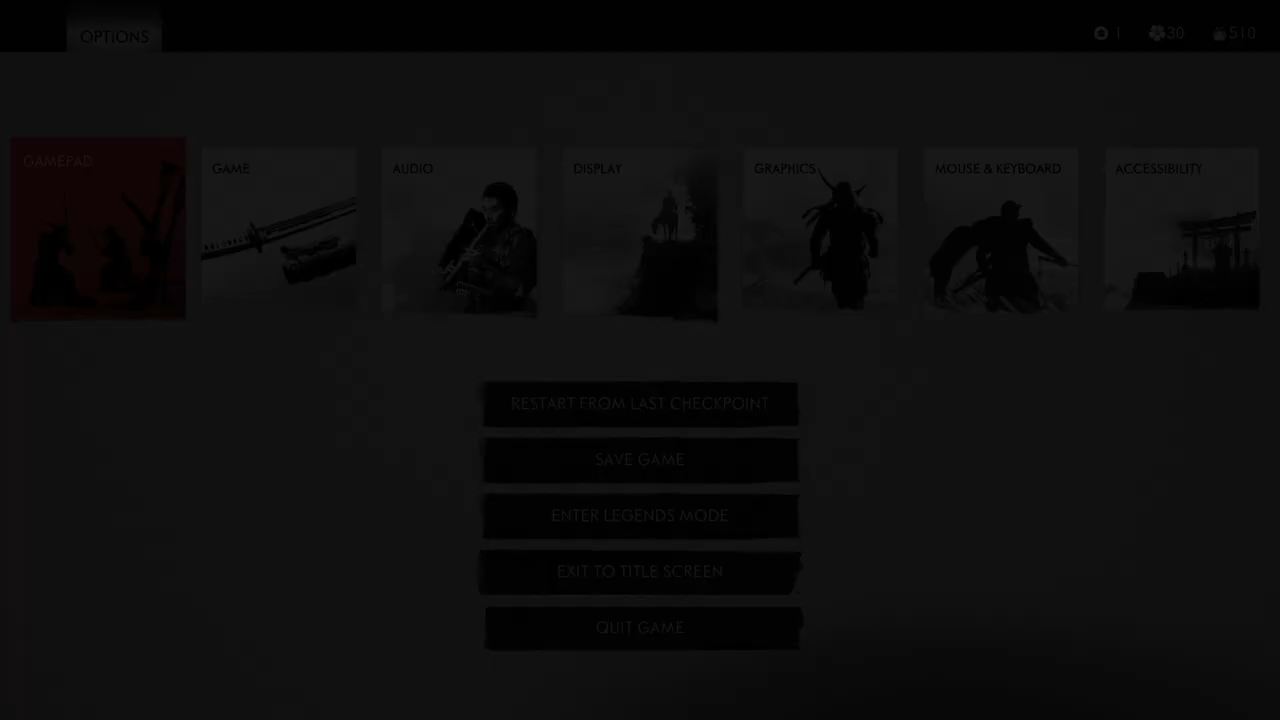 OPTIONS
1 30 510
GAMEPAD
GAME
AUDIO
DISPLAY
GRAPHICS
MOUSE & KEYBOARD
ACCESSIBILITY
RESTART FROM LAST CHECKPOINT
SAVE GAME
ENTER LEGENDS MODE
EXIT TO TITLE SCREEN
QUIT GAME